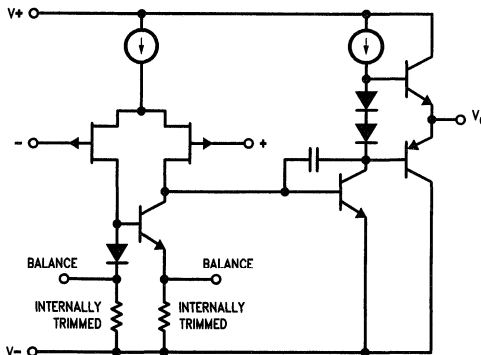 V+
-
+
V
BALANCE
BALANCE
INTERNALLY
TRIMMED
INTERNALLY
TRIMMED
V-